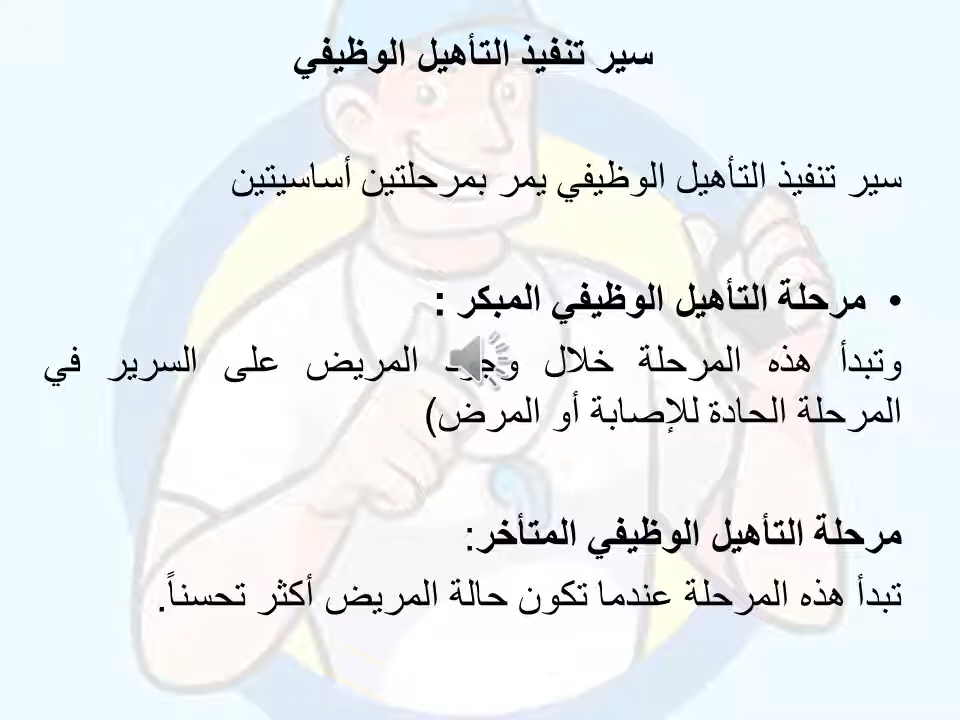 سير تنفيذ التأهيل الوظيفي
سير تنفيذ التأهيل الوظيفي يمر بمرحلتين أساسيتين
• مرحلة التأهيل الوظيفي المبكر :
وتبدأ هذه المرحلة خلال وجود المريض على السرير في
المرحلة الحادة للإصابة أو المرض)
مرحلة التأهيل الوظيفي المتأخر:
تبدأ هذه المرحلة عندما تكون حالة المريض أكثر تحسناً.